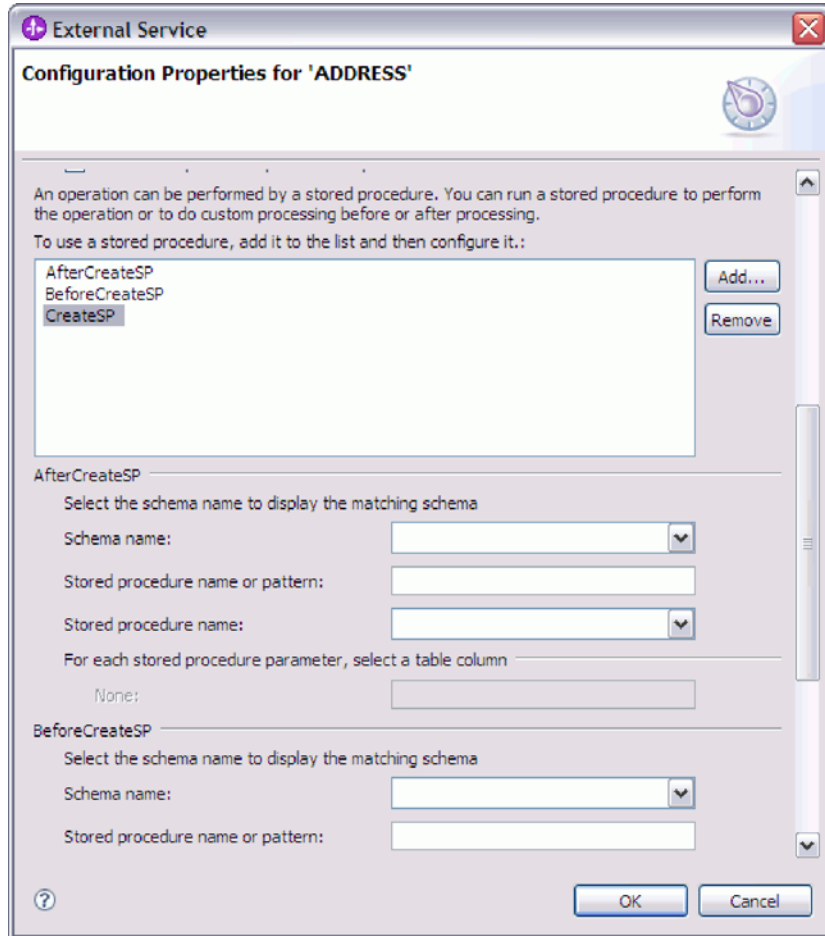 External Service
Configuration Properties for 'ADDRESS'
An operation can be performed by a stored procedure. You can run a stored procedure to perform
the operation or to do custom processing before or after processing.
To use a stored procedure, add it to the list and then configure it.:
AfterCreateSP
BeforeCreateSP
CreateSP
Add...
Remove
AfterCreateSP
Select the schema name to display the matching schema
Schema name:
Stored procedure name or pattern:
Stored procedure name:
For each stored procedure parameter, select a table column
None:
BeforeCreateSP
Select the schema name to display the matching schema
Schema name:
Stored procedure name or pattern:
?
OK
Cancel